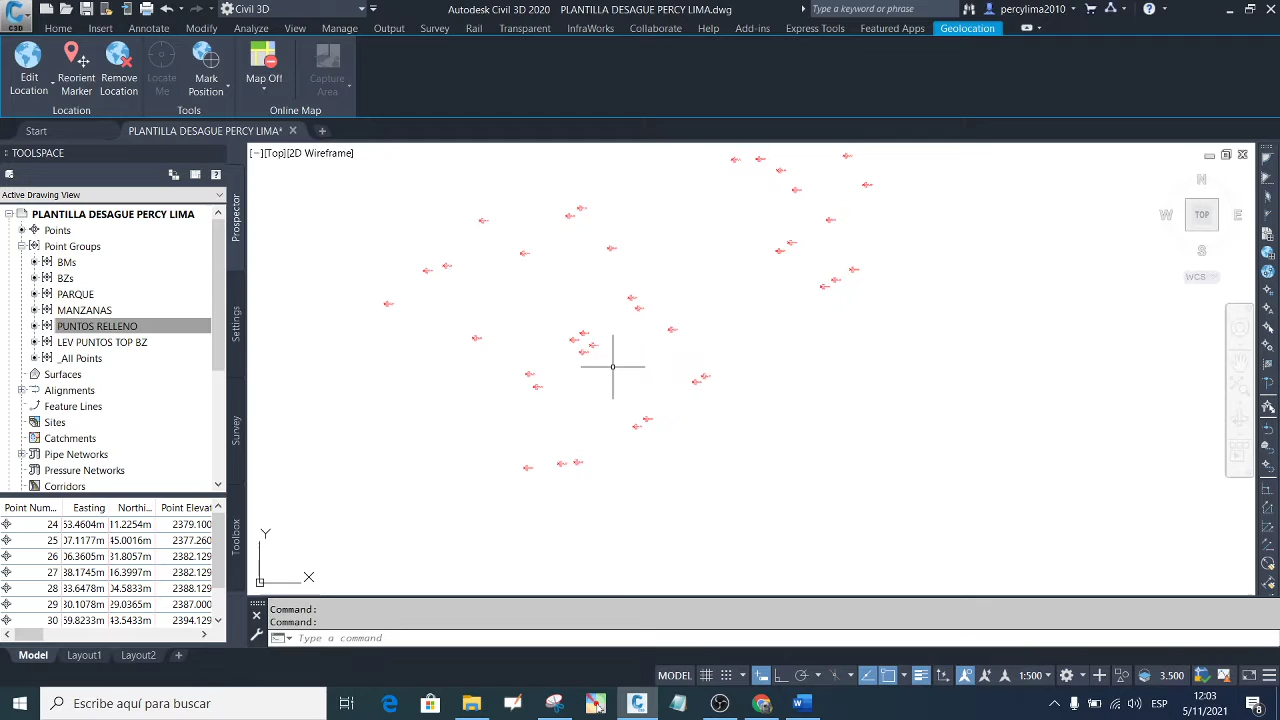 Civil 3D
Autodesk Civil 3D 2020   PLANTILLA DESAGUE PERCY LIMA.dwg
Type a keyword or phrase
percylima2010
C3D
Home Insert Annotate Modify Analyze View Manage Output Survey Rail Transparent InfraWorks Collaborate Help Add-ins Express Tools Featured Apps Geolocation
Edit Location
Reorient Marker
Remove Location
Locate Me
Mark Position
Map Off
Capture Area
Location
Tools
Online Map
Start
PLANTILLA DESAGUE PERCY LIMA*
TOOLSPACE
[−][Top][2D Wireframe]
Active Drawing View
PLANTILLA DESAGUE PERCY LIMA
Points
Point Groups
BMs
BZs
PARQUE
MANZANAS
PUNTOS RELLENO
LEV PUNTOS TOP BZ
_All Points
Surfaces
Alignments
Feature Lines
Sites
Catchments
Pipe Networks
Pressure Networks
Corridors
Prospector
Settings
Survey
Toolbox
N
W TOP E
S
WCS
Point Num... Easting Northi... Point Elevat
24 53.4604m 11.2254m 2379.100
25 07.1177m 45.0016m 2377.260
26 06.3605m 31.8057m 2382.129
27 38.1745m 16.3997m 2382.129
28 33.6478m 04.5831m 2388.129
29 30.1078m 29.0365m 2387.000
30 59.8233m 43.5433m 2394.129
Y
X
Command:
Command:
Type a command
Model Layout1 Layout2
MODEL
1:500
3.500
Escribe aquí para buscar
ESP
12:03
5/11/2021